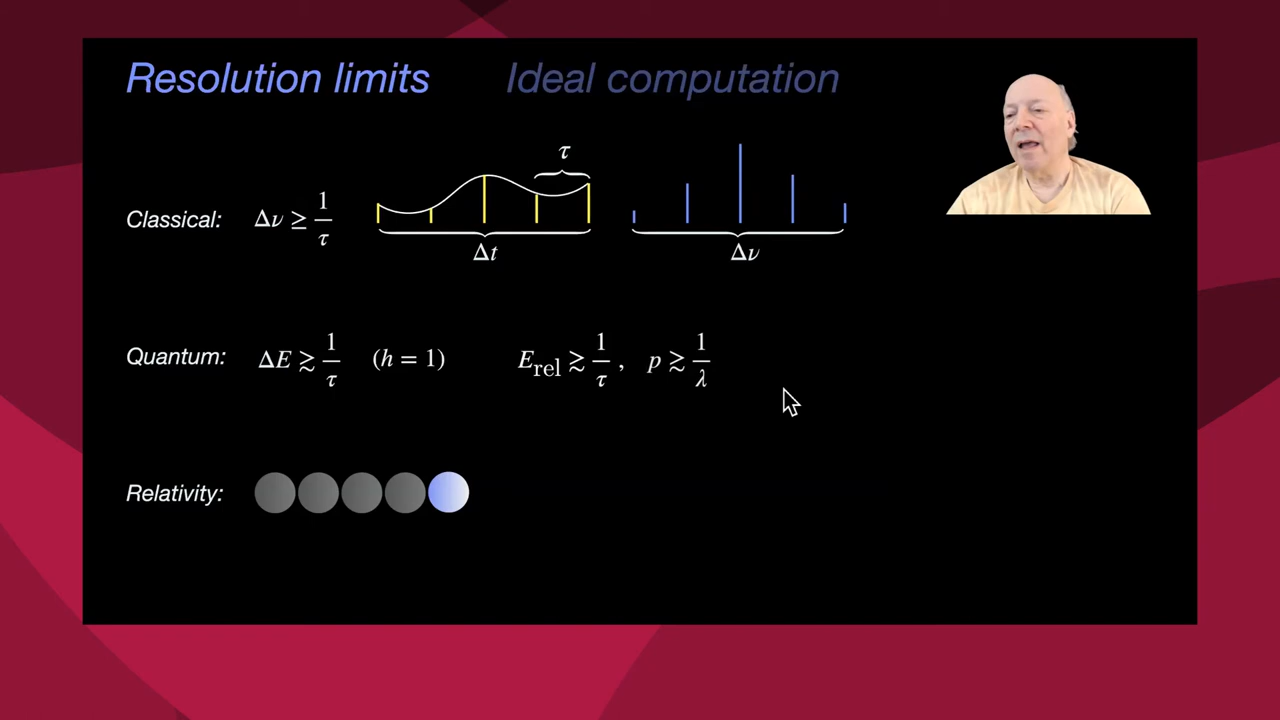 Resolution limits Ideal computation
τ
Classical: Δν ≥ 1/τ
Δt Δν
Quantum: ΔE ≳ 1/τ (h = 1) E_rel ≳ 1/τ , p ≳ 1/λ
Relativity: